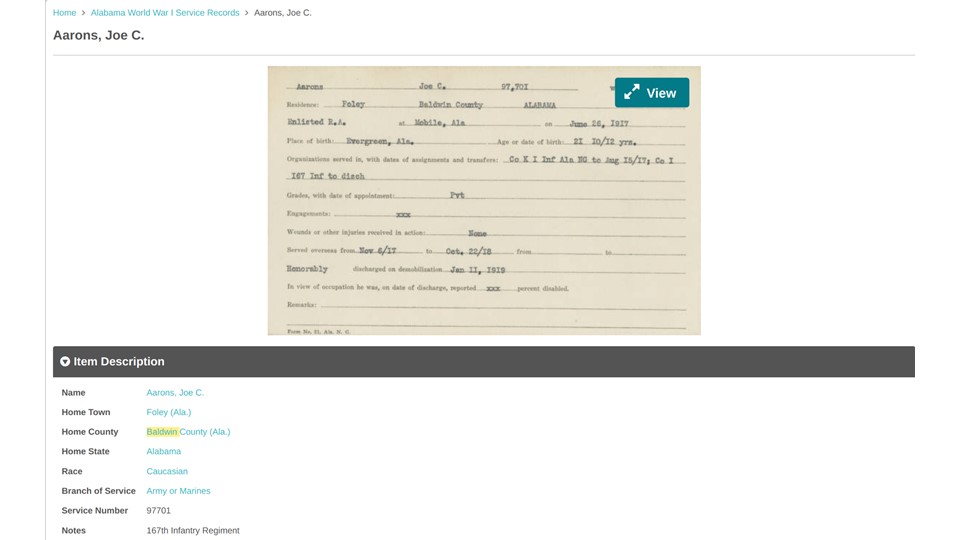 Home > Alabama World War I Service Records > Aarons, Joe C.
Aarons, Joe C.
Aarons Joe C. 97,701
View
Residence: Foley Baldwin County ALABAMA
Enlisted R.A. at Mobile, Ala on June 26, 1917
Place of birth: Evergreen, Ala. Age or date of birth: 21 10/12 yrs.
Organizations served in, with dates of assignments and transfers: Co K I Inf Ala NG to Aug 15/17; Co I
167 Inf to disch
Grades, with date of appointment: Pvt
Engagements: xxx
Wounds or other injuries received in action: None
Served overseas from Nov 6/17 to Oct. 22/18 from to
Honorably discharged on demobilization Jan 11, 1919
In view of occupation he was, on date of discharge, reported xxx percent disabled.
Remarks:
Form No. 21. Ala. N. G.
Item Description
Name Aarons, Joe C.
Home Town Foley (Ala.)
Home County Baldwin County (Ala.)
Home State Alabama
Race Caucasian
Branch of Service Army or Marines
Service Number 97701
Notes 167th Infantry Regiment